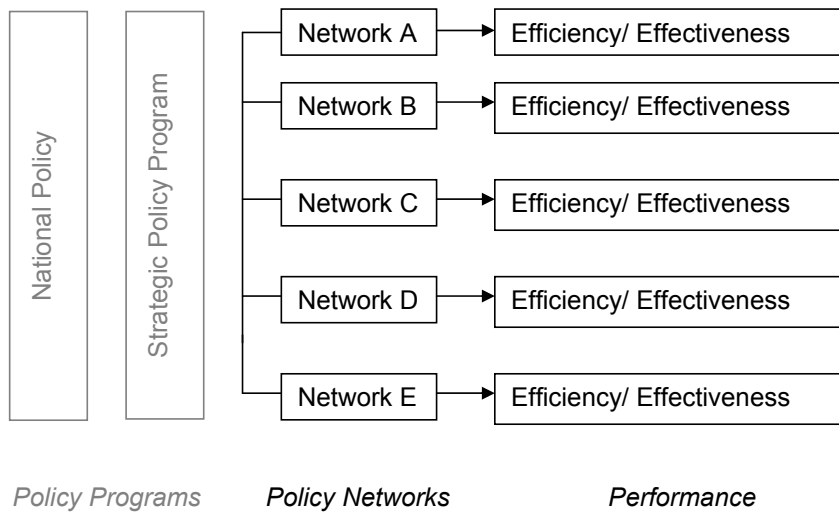 National Policy
Strategic Policy Program
Network A
Efficiency/ Effectiveness
Network B
Efficiency/ Effectiveness
Network C
Efficiency/ Effectiveness
Network D
Efficiency/ Effectiveness
Network E
Efficiency/ Effectiveness
Policy Programs
Policy Networks
Performance